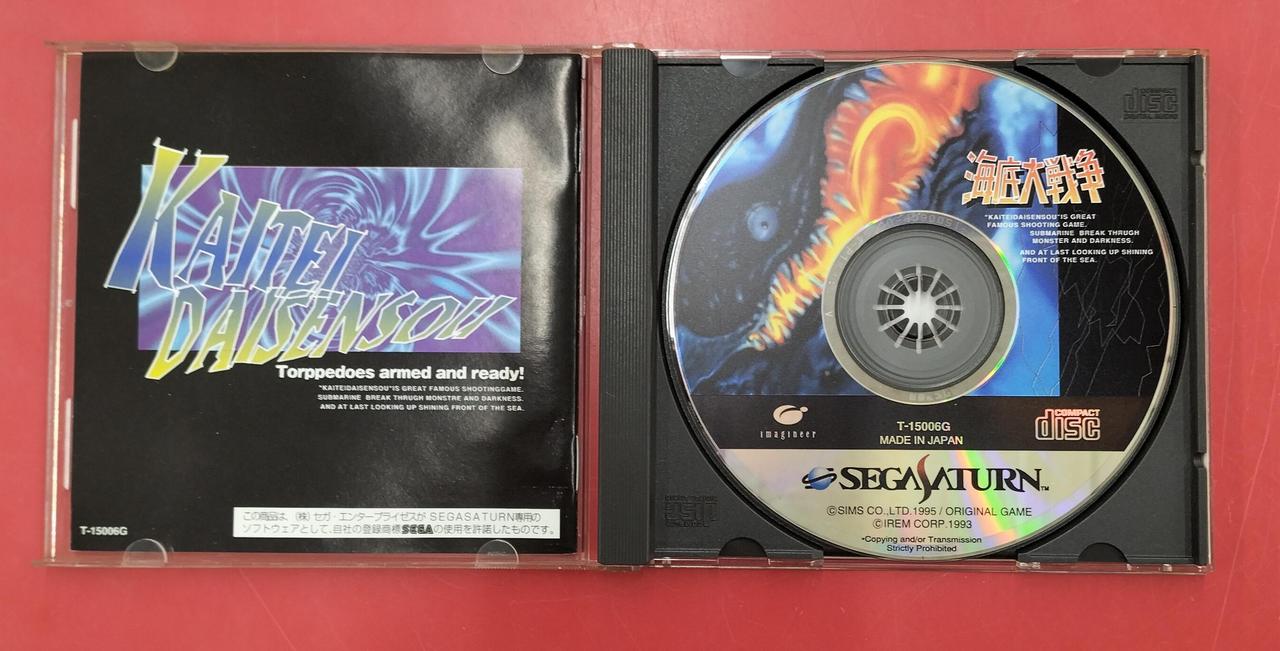 KAITEI
DAISENSOU
Torppedoes armed and ready!
"KAITEIDAISENSOU"IS GREAT FAMOUS SHOOTINGGAME.
SUBMARINE BREAK THRUGH MONSTRE AND DARKNESS.
AND AT LAST LOOKING UP SHINING FRONT OF THE SEA.
T-15006G
この商品は、(株)セガ・エンタープライゼスがSEGASATURN専用の
ソフトウェアとして、自社の登録商標SEGAの使用を許諾したものです。
COMPACT
disc
DIGITAL AUDIO
海底大戦争
"KAITEIDAISENSOU"IS GREAT
FAMOUS SHOOTING GAME.
SUBMARINE BREAK THRUGH
MONSTER AND DARKNESS.
AND AT LAST LOOKING UP SHINING
FRONT OF THE SEA.
imagineer
T-15006G
MADE IN JAPAN
COMPACT
disc
SEGASATURN™
©SIMS CO.,LTD.1995 / ORIGINAL GAME
©IREM CORP.1993
•Copying and/or Transmission
Strictly Prohibited